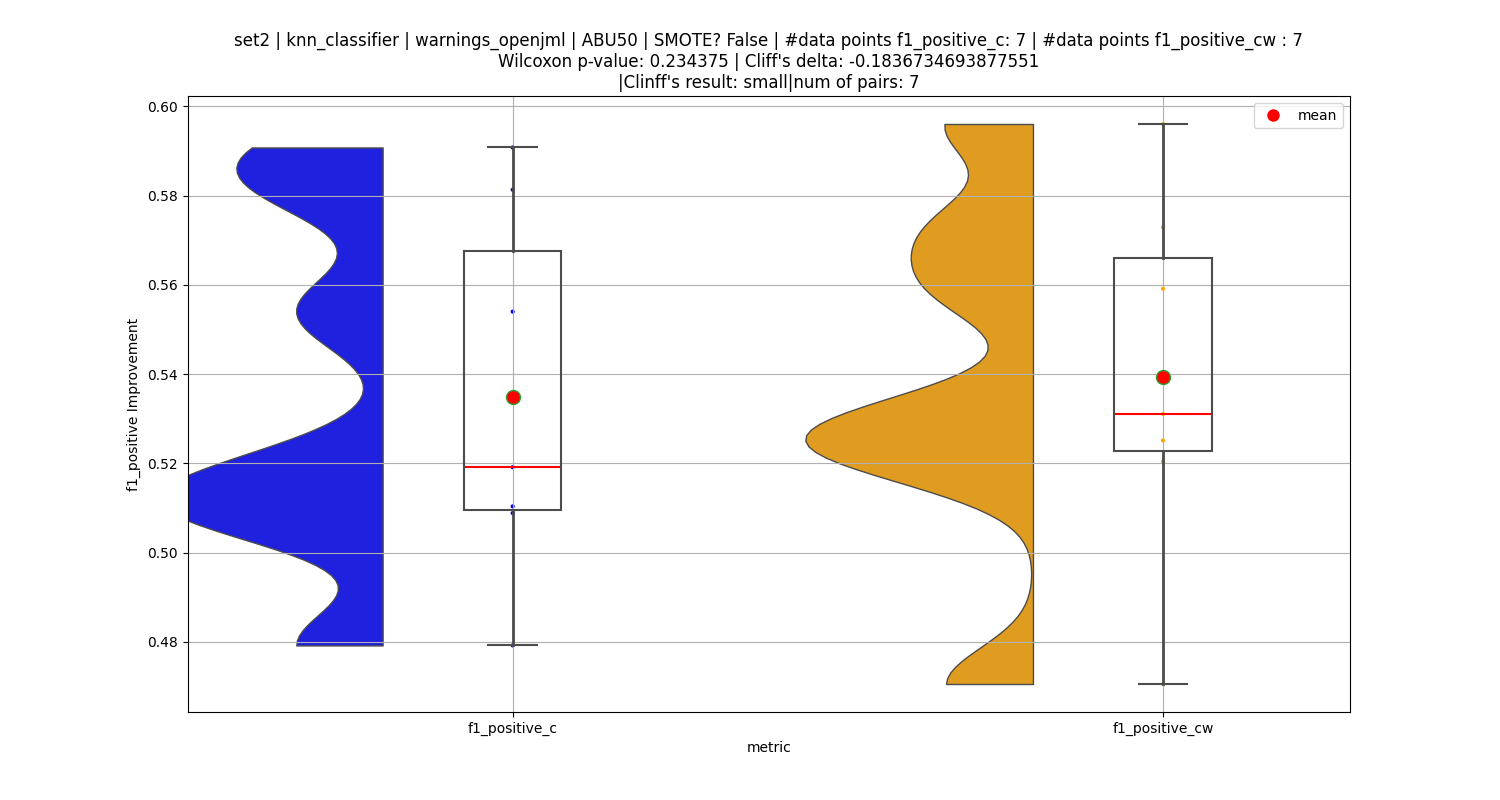 set2 | knn_classifier | warnings_openjml | ABU50 | SMOTE? False | #data points f1_positive_c: 7 | #data points f1_positive_cw : 7
Wilcoxon p-value: 0.234375 | Cliff's delta: -0.1836734693877551
|Clinff's result: small|num of pairs: 7
mean
0.60
0.58
0.56
0.54
0.52
0.50
0.48
f1_positive Improvement
f1_positive_c
f1_positive_cw
metric